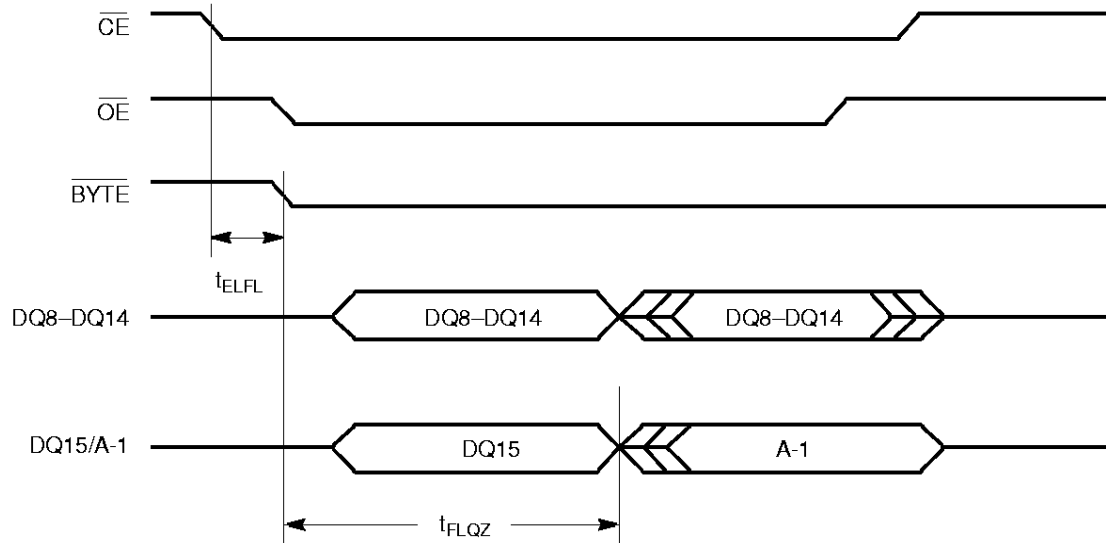 CE
OE
BYTE
tELFL
DQ8–DQ14 DQ8–DQ14 DQ8–DQ14
DQ15/A-1 DQ15 A-1
tFLQZ